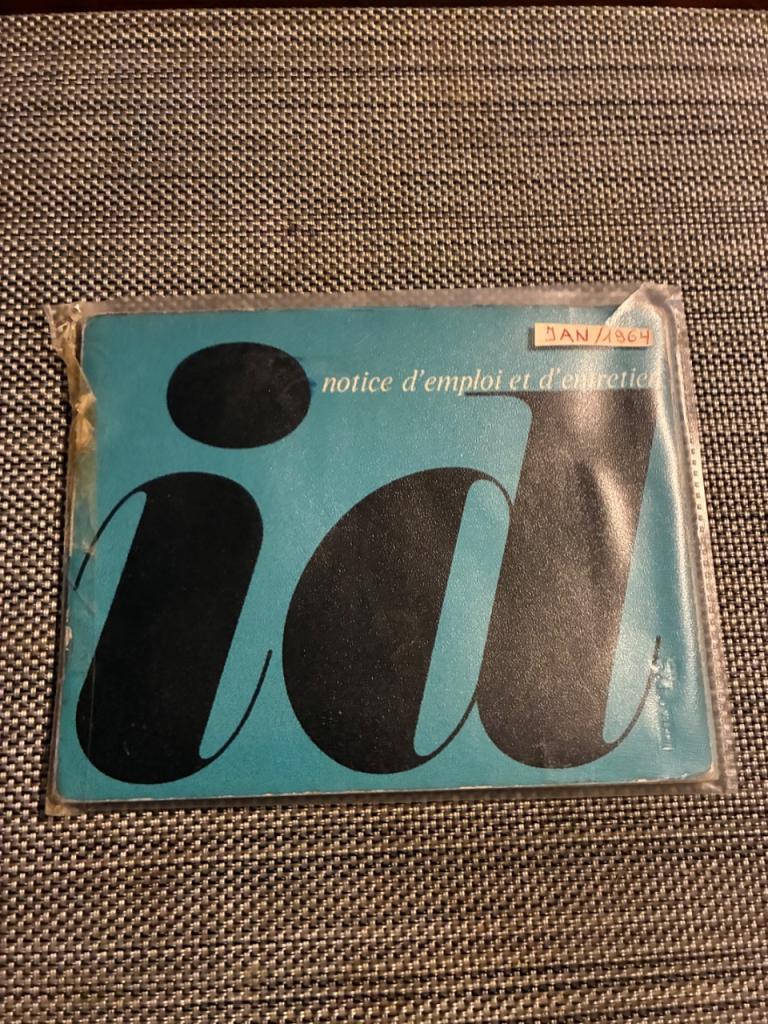 JAN/1964
notice d'emploi et d'entretien
id